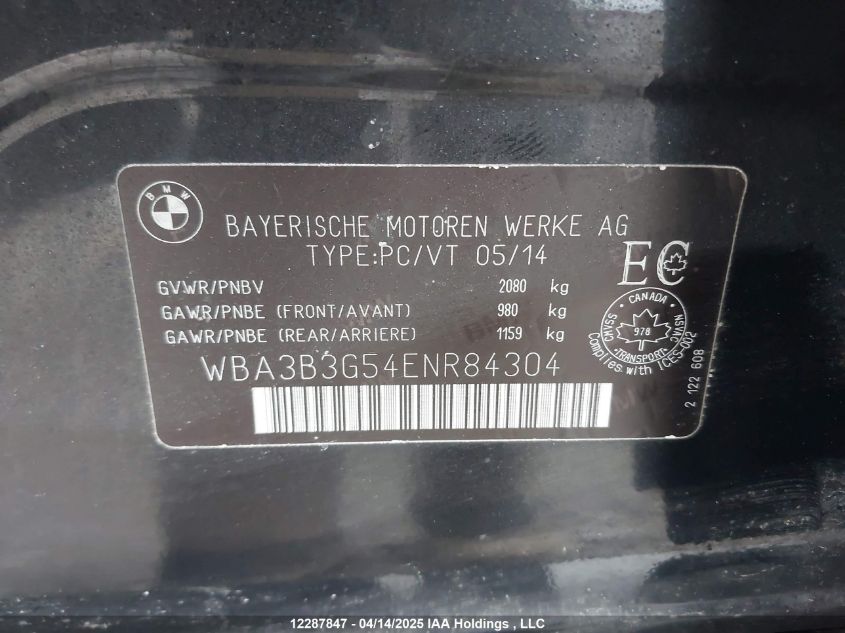 BMW
BAYERISCHE MOTOREN WERKE AG
TYPE:PC/VT 05/14
EC
GVWR/PNBV 2080 kg
GAWR/PNBE (FRONT/AVANT) 980 kg
GAWR/PNBE (REAR/ARRIERE) 1159 kg
CANADA
SVMAC
NSVAC
978
TRANSPORT
Complies with ICES-002
2 122 608
WBA3B3G54ENR84304
12287847 - 04/14/2025 IAA Holdings , LLC